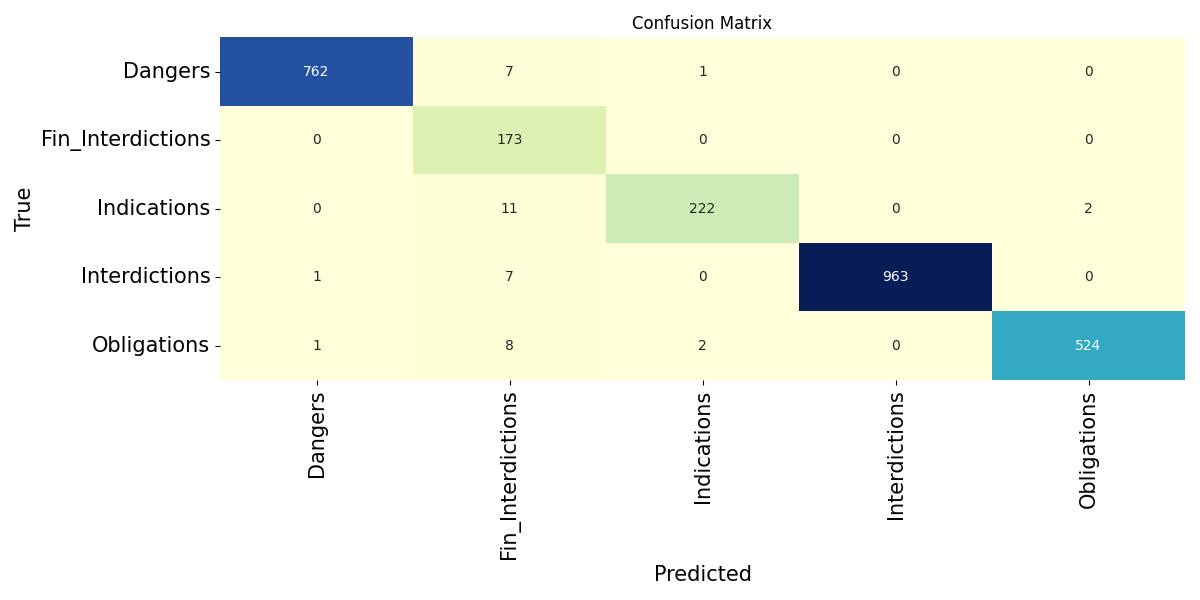 Confusion Matrix
Dangers 762 7 1 0 0
Fin_Interdictions 0 173 0 0 0
True
Indications 0 11 222 0 2
Interdictions 1 7 0 963 0
Obligations 1 8 2 0 524
Dangers Fin_Interdictions Indications Interdictions Obligations
Predicted